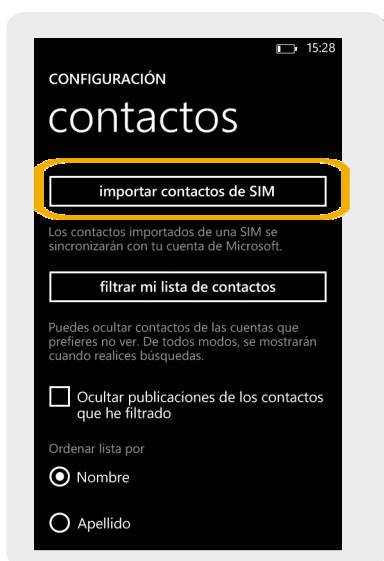 15:28
CONFIGURACIÓN
contactos
importar contactos de SIM
Los contactos importados de una SIM se
sincronizarán con tu cuenta de Microsoft.
filtrar mi lista de contactos
Puedes ocultar contactos de las cuentas que
prefieres no ver. De todos modos, se mostrarán
cuando realices búsquedas.
Ocultar publicaciones de los contactos
que he filtrado
Ordenar lista por
Nombre
Apellido